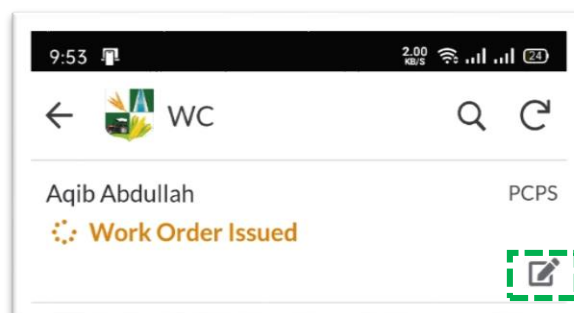 9:53 2.00 KB/S 24
WC
Aqib Abdullah PCPS
Work Order Issued